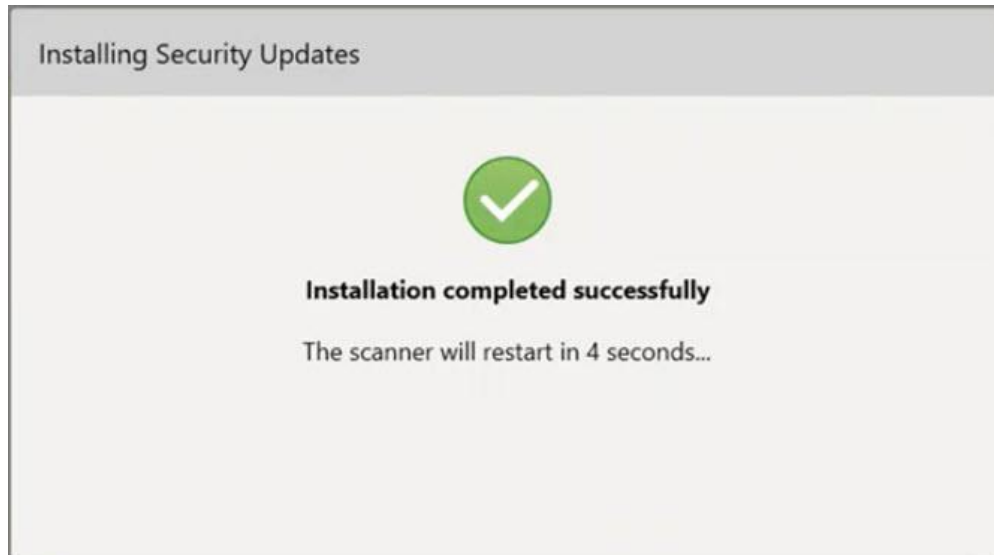 Installing Security Updates
Installation completed successfully
The scanner will restart in 4 seconds...